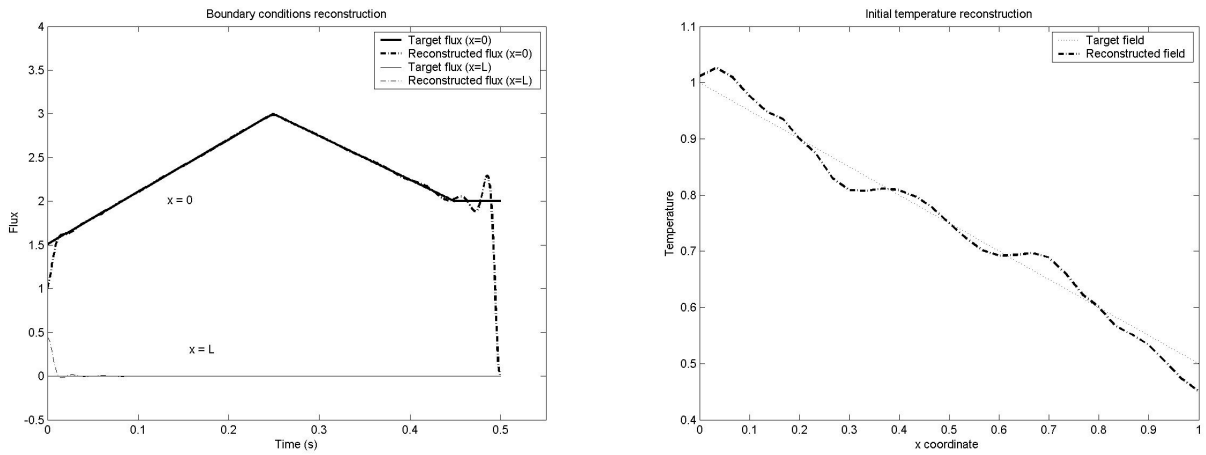 Boundary conditions reconstruction
4
3.5
3
2.5
2
1.5
1
0.5
0
-0.5
Flux
Target flux (x=0)
Reconstructed flux (x=0)
Target flux (x=L)
Reconstructed flux (x=L)
x = 0
x = L
0
0.1
0.2
0.3
0.4
0.5
Time (s)
Initial temperature reconstruction
1.1
1
0.9
0.8
0.7
0.6
0.5
0.4
Temperature
Target field
Reconstructed field
0
0.1
0.2
0.3
0.4
0.5
0.6
0.7
0.8
0.9
1
x coordinate